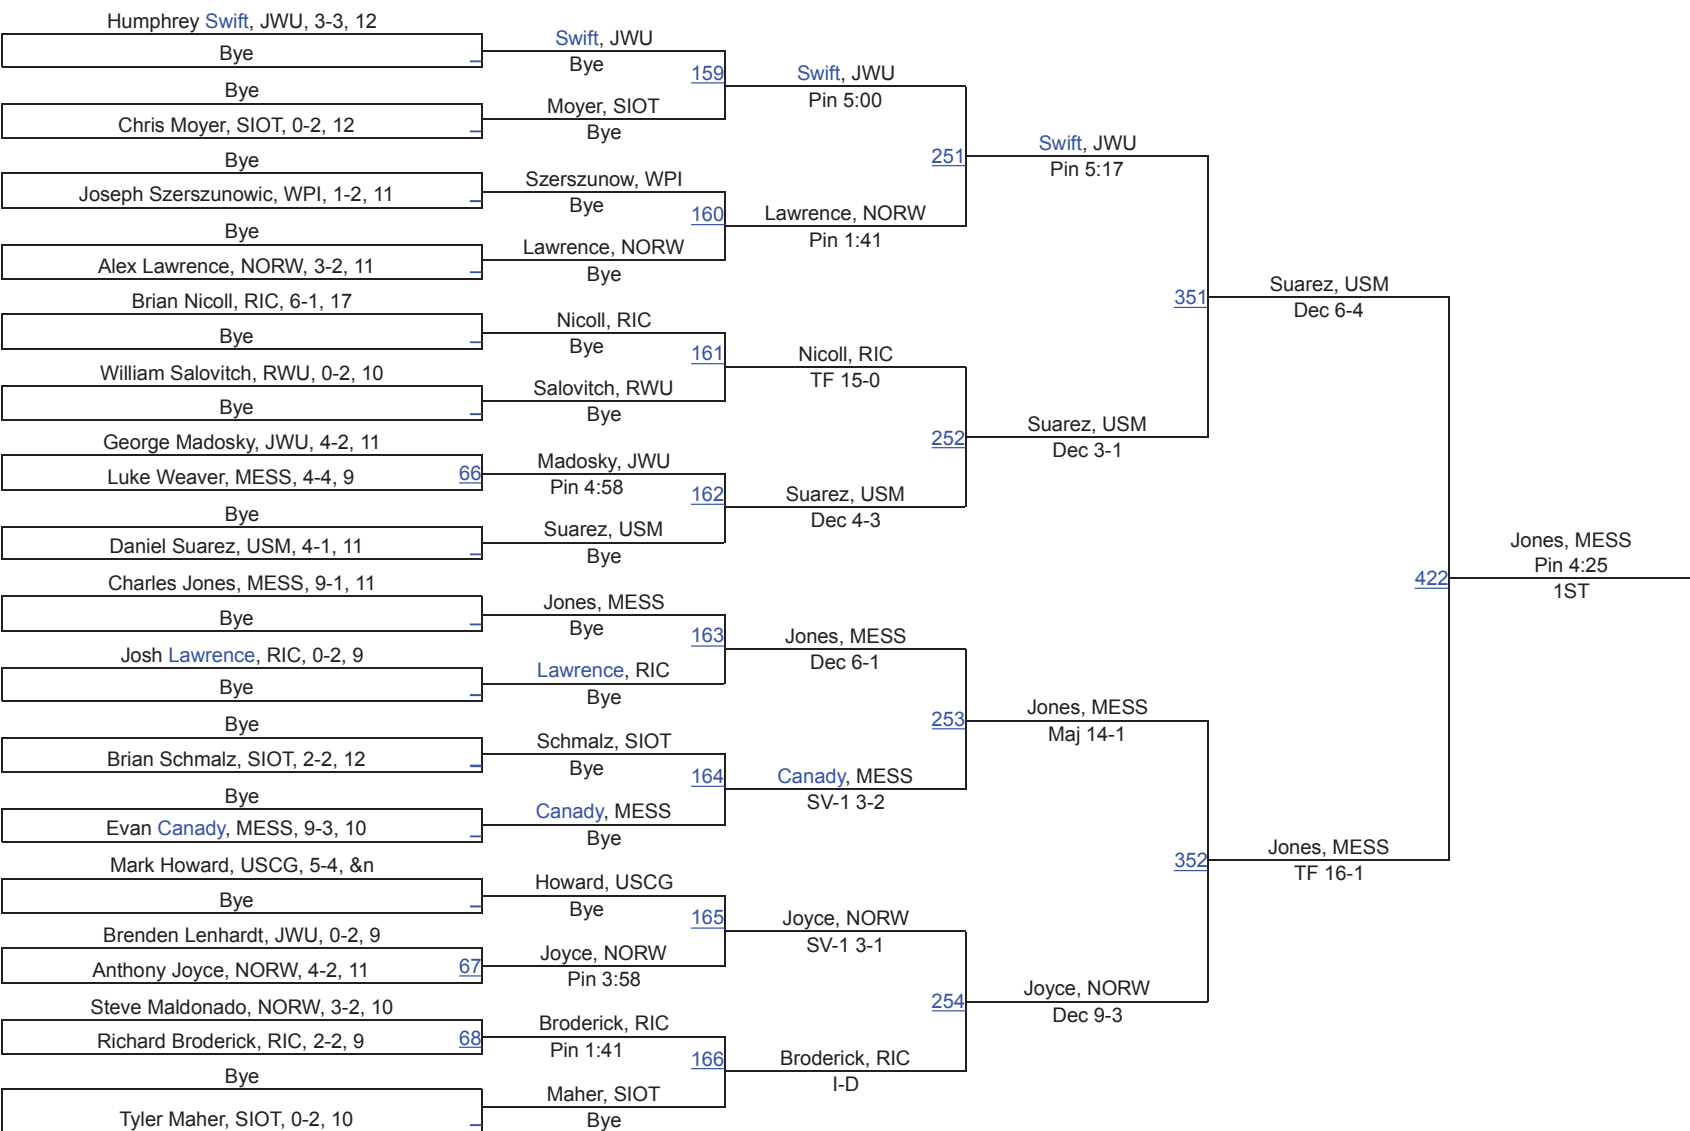 Humphrey Swift, JWU, 3-3, 12
Bye
Bye
Chris Moyer, SIOT, 0-2, 12
Bye
Joseph Szerszunowic, WPI, 1-2, 11
Bye
Alex Lawrence, NORW, 3-2, 11
Brian Nicoll, RIC, 6-1, 17
Bye
William Salovitch, RWU, 0-2, 10
Bye
George Madosky, JWU, 4-2, 11
Luke Weaver, MESS, 4-4, 9
66
Bye
Daniel Suarez, USM, 4-1, 11
Charles Jones, MESS, 9-1, 11
Bye
Josh Lawrence, RIC, 0-2, 9
Bye
Bye
Brian Schmalz, SIOT, 2-2, 12
Bye
Evan Canady, MESS, 9-3, 10
Mark Howard, USCG, 5-4, &n
Bye
Brenden Lenhardt, JWU, 0-2, 9
Anthony Joyce, NORW, 4-2, 11
67
Steve Maldonado, NORW, 3-2, 10
Richard Broderick, RIC, 2-2, 9
68
Bye
Tyler Maher, SIOT, 0-2, 10
Swift, JWU
Bye
159
Moyer, SIOT
Bye
Szerszunow, WPI
Bye
160
Lawrence, NORW
Bye
Nicoll, RIC
Bye
161
Salovitch, RWU
Bye
Madosky, JWU
Pin 4:58
162
Suarez, USM
Bye
Jones, MESS
Bye
163
Lawrence, RIC
Bye
Schmalz, SIOT
Bye
164
Canady, MESS
Bye
Howard, USCG
Bye
165
Joyce, NORW
Pin 3:58
Broderick, RIC
Pin 1:41
166
Maher, SIOT
Bye
Swift, JWU
Pin 5:00
251
Lawrence, NORW
Pin 1:41
Nicoll, RIC
TF 15-0
252
Suarez, USM
Dec 4-3
Jones, MESS
Dec 6-1
253
Canady, MESS
SV-1 3-2
Joyce, NORW
SV-1 3-1
254
Broderick, RIC
I-D
Swift, JWU
Pin 5:17
351
Suarez, USM
Dec 3-1
Jones, MESS
Maj 14-1
352
Joyce, NORW
Dec 9-3
Suarez, USM
Dec 6-4
422
Jones, MESS
TF 16-1
Jones, MESS
Pin 4:25
1ST